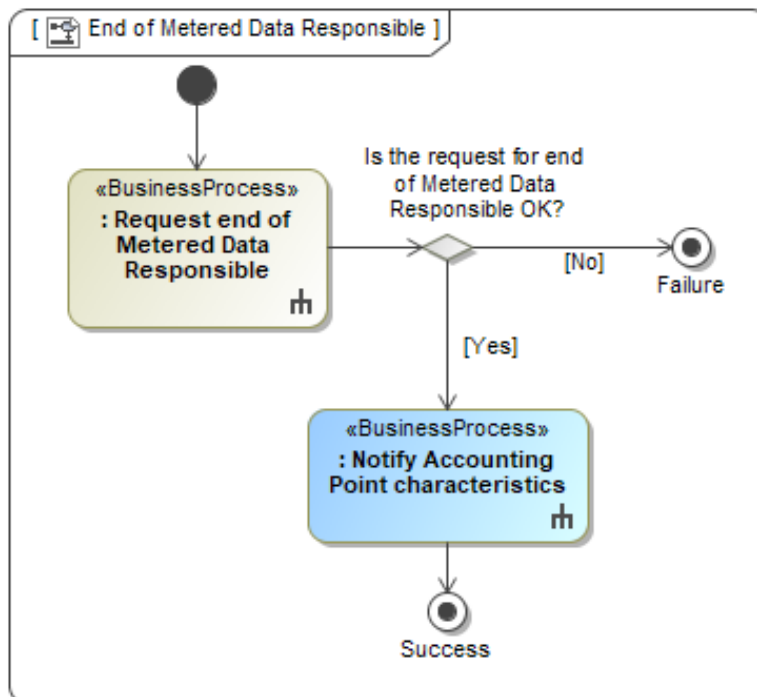 [ End of Metered Data Responsible ]
Is the request for end
of Metered Data
Responsible OK?
«BusinessProcess»
: Request end of
Metered Data
Responsible
[No]
Failure
[Yes]
«BusinessProcess»
: Notify Accounting
Point characteristics
Success